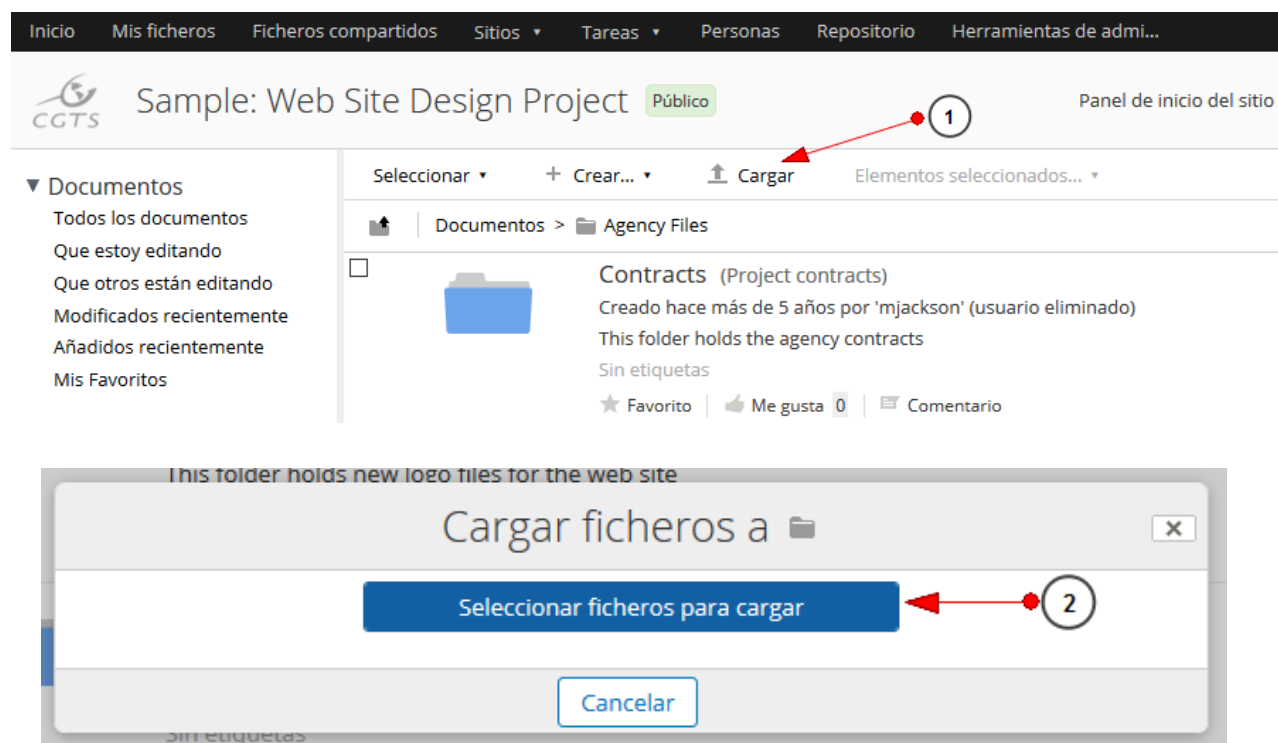 Inicio Mis ficheros Ficheros compartidos Sitios Tareas Personas Repositorio Herramientas de admi...
CGTS
Sample: Web Site Design Project Público
1
Panel de inicio del sitio
Documentos
Todos los documentos
Que estoy editando
Que otros están editando
Modificados recientemente
Añadidos recientemente
Mis Favoritos
Seleccionar + Crear... Cargar Elementos seleccionados...
Documentos > Agency Files
Contracts (Project contracts)
Creado hace más de 5 años por 'mjackson' (usuario eliminado)
This folder holds the agency contracts
Sin etiquetas
Favorito Me gusta 0 Comentario
This folder holds new logo files for the web site
Cargar ficheros a
Seleccionar ficheros para cargar
2
Cancelar
Sin etiquetas